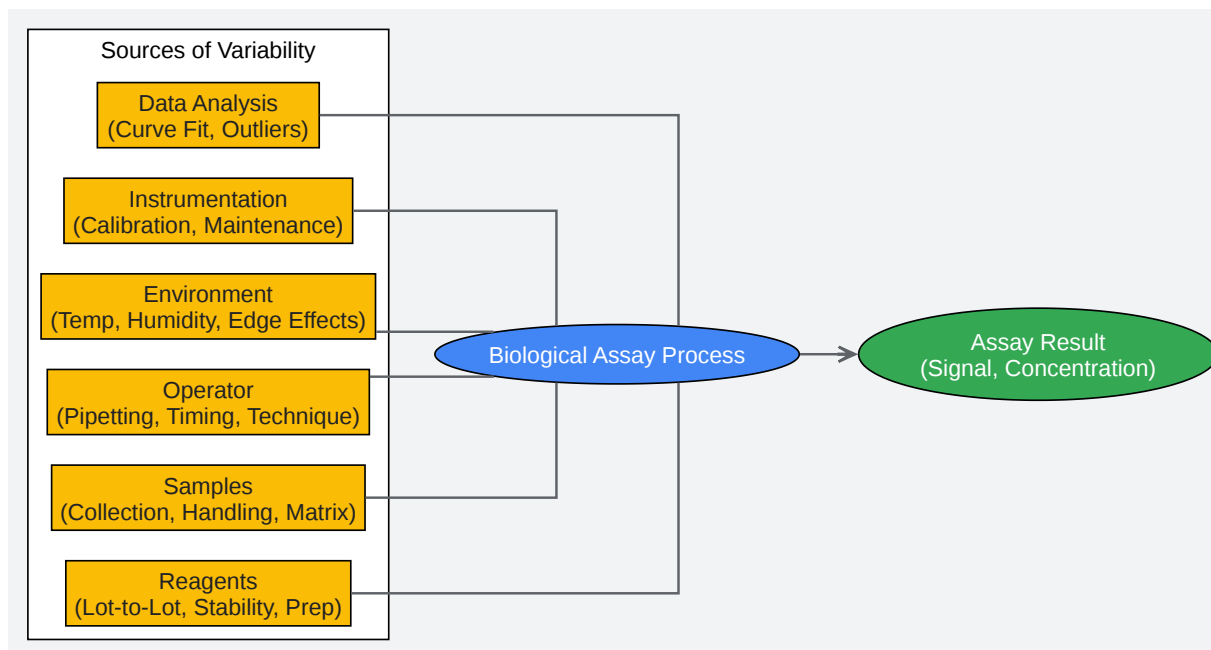 Sources of Variability
Data Analysis
(Curve Fit, Outliers)
Instrumentation
(Calibration, Maintenance)
Environment
(Temp, Humidity, Edge Effects)
Operator
(Pipetting, Timing, Technique)
Samples
(Collection, Handling, Matrix)
Reagents
(Lot-to-Lot, Stability, Prep)
Biological Assay Process
Assay Result
(Signal, Concentration)